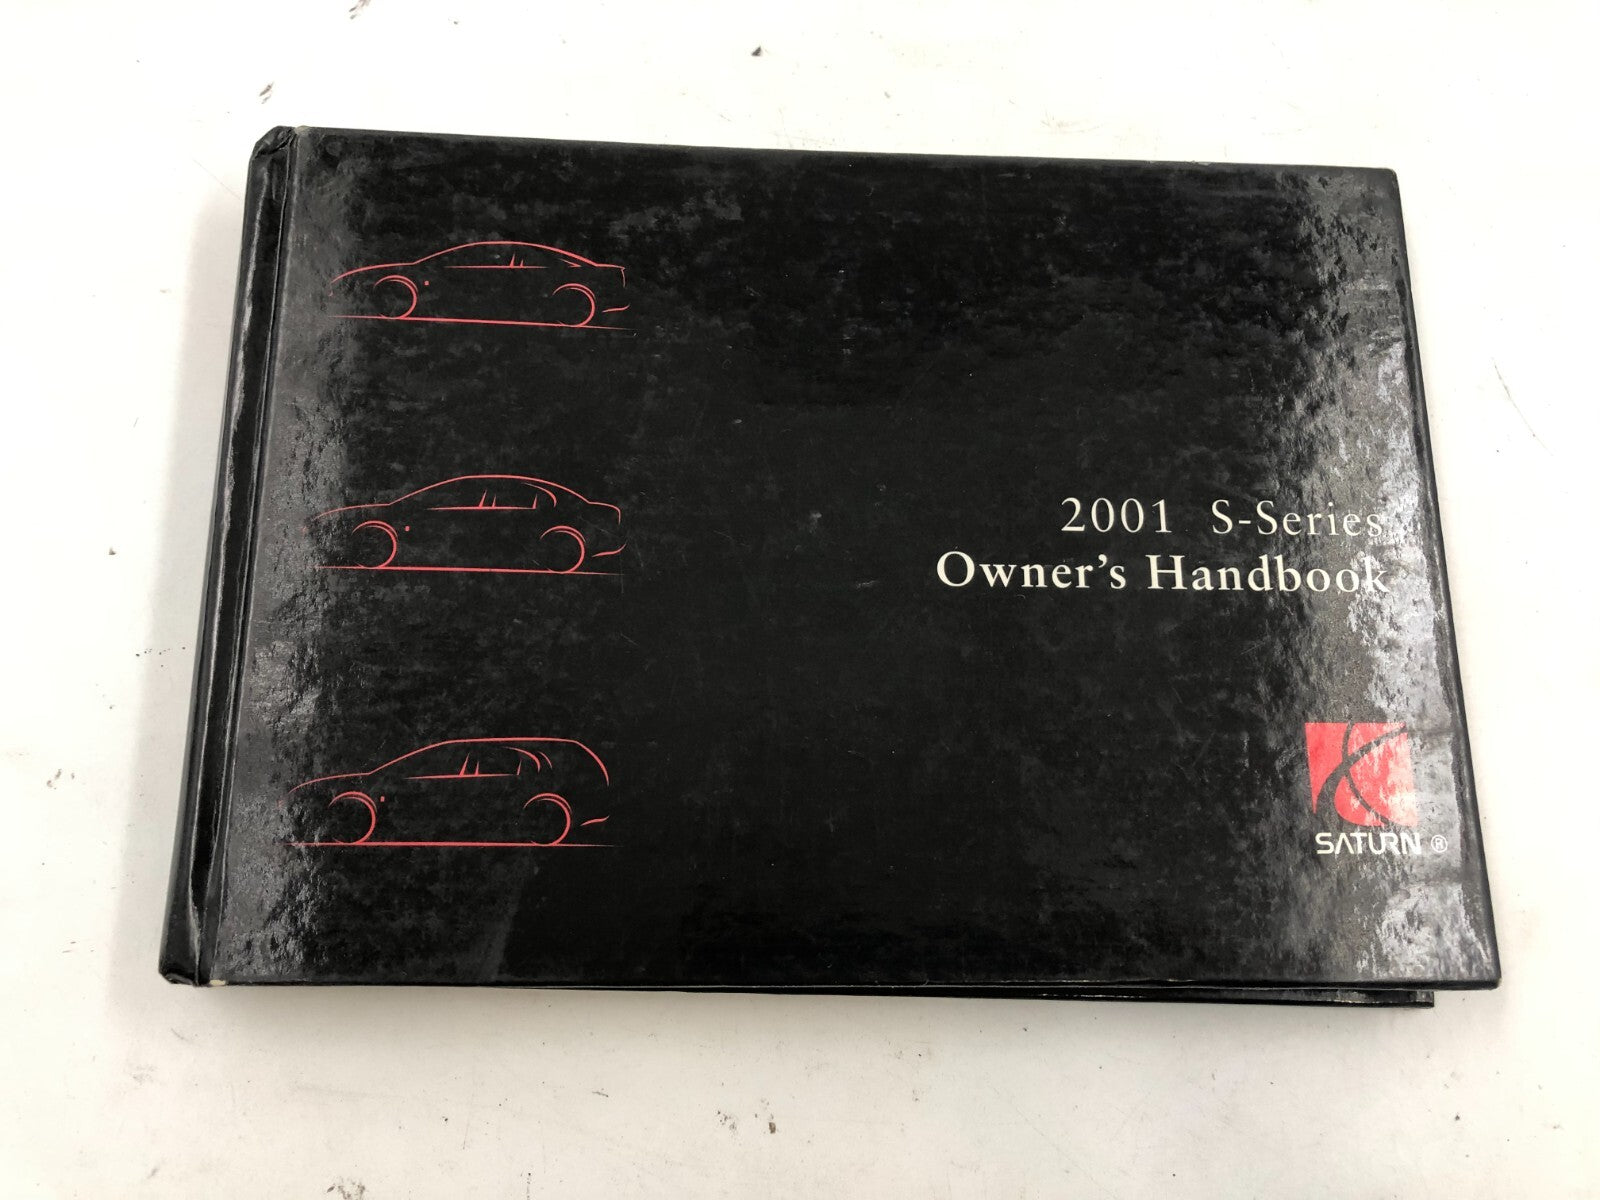 2001 S-Series
Owner's Handbook
SATURN ®